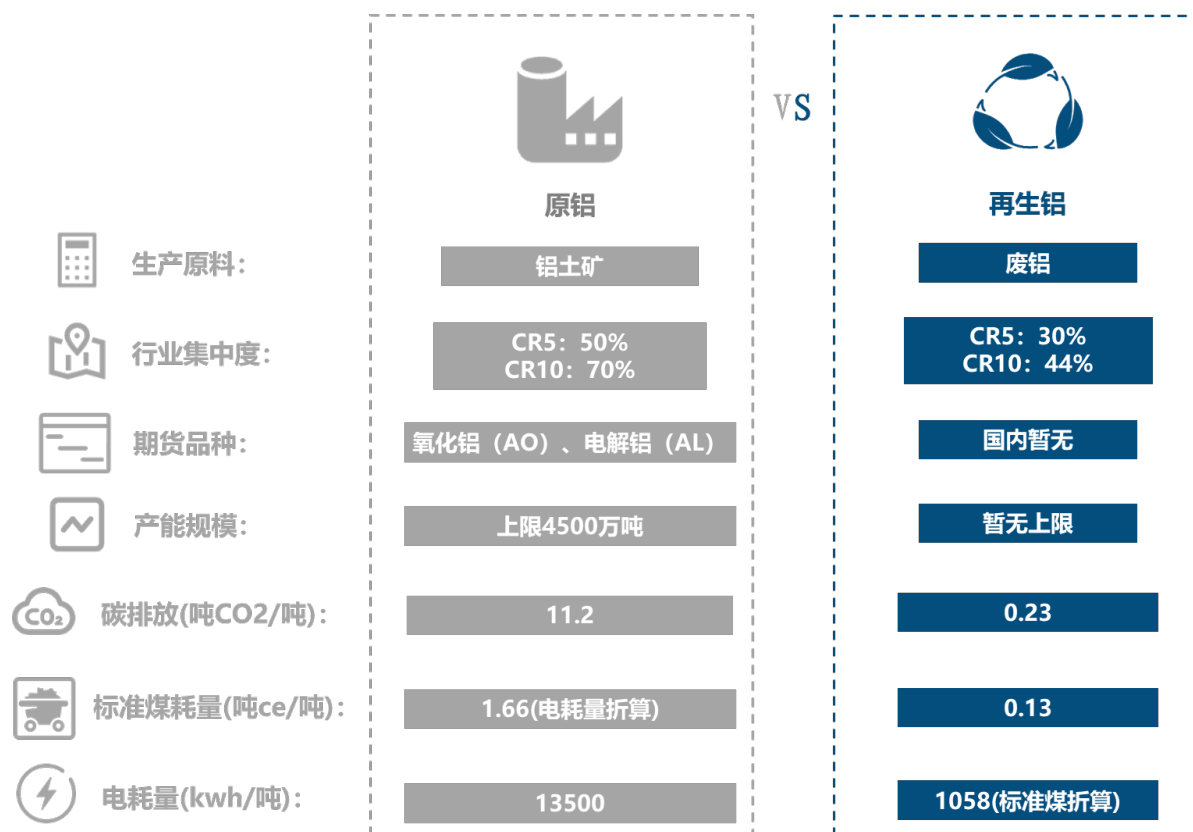 VS
原铝
再生铝
生产原料：
铝土矿
废铝
行业集中度：
CR5：50%
CR10：70%
CR5：30%
CR10：44%
期货品种：
氧化铝（AO）、电解铝（AL）
国内暂无
产能规模：
上限4500万吨
暂无上限
CO₂
碳排放(吨CO2/吨)：
11.2
0.23
标准煤耗量(吨ce/吨)：
1.66(电耗量折算)
0.13
电耗量(kwh/吨)：
13500
1058(标准煤折算)